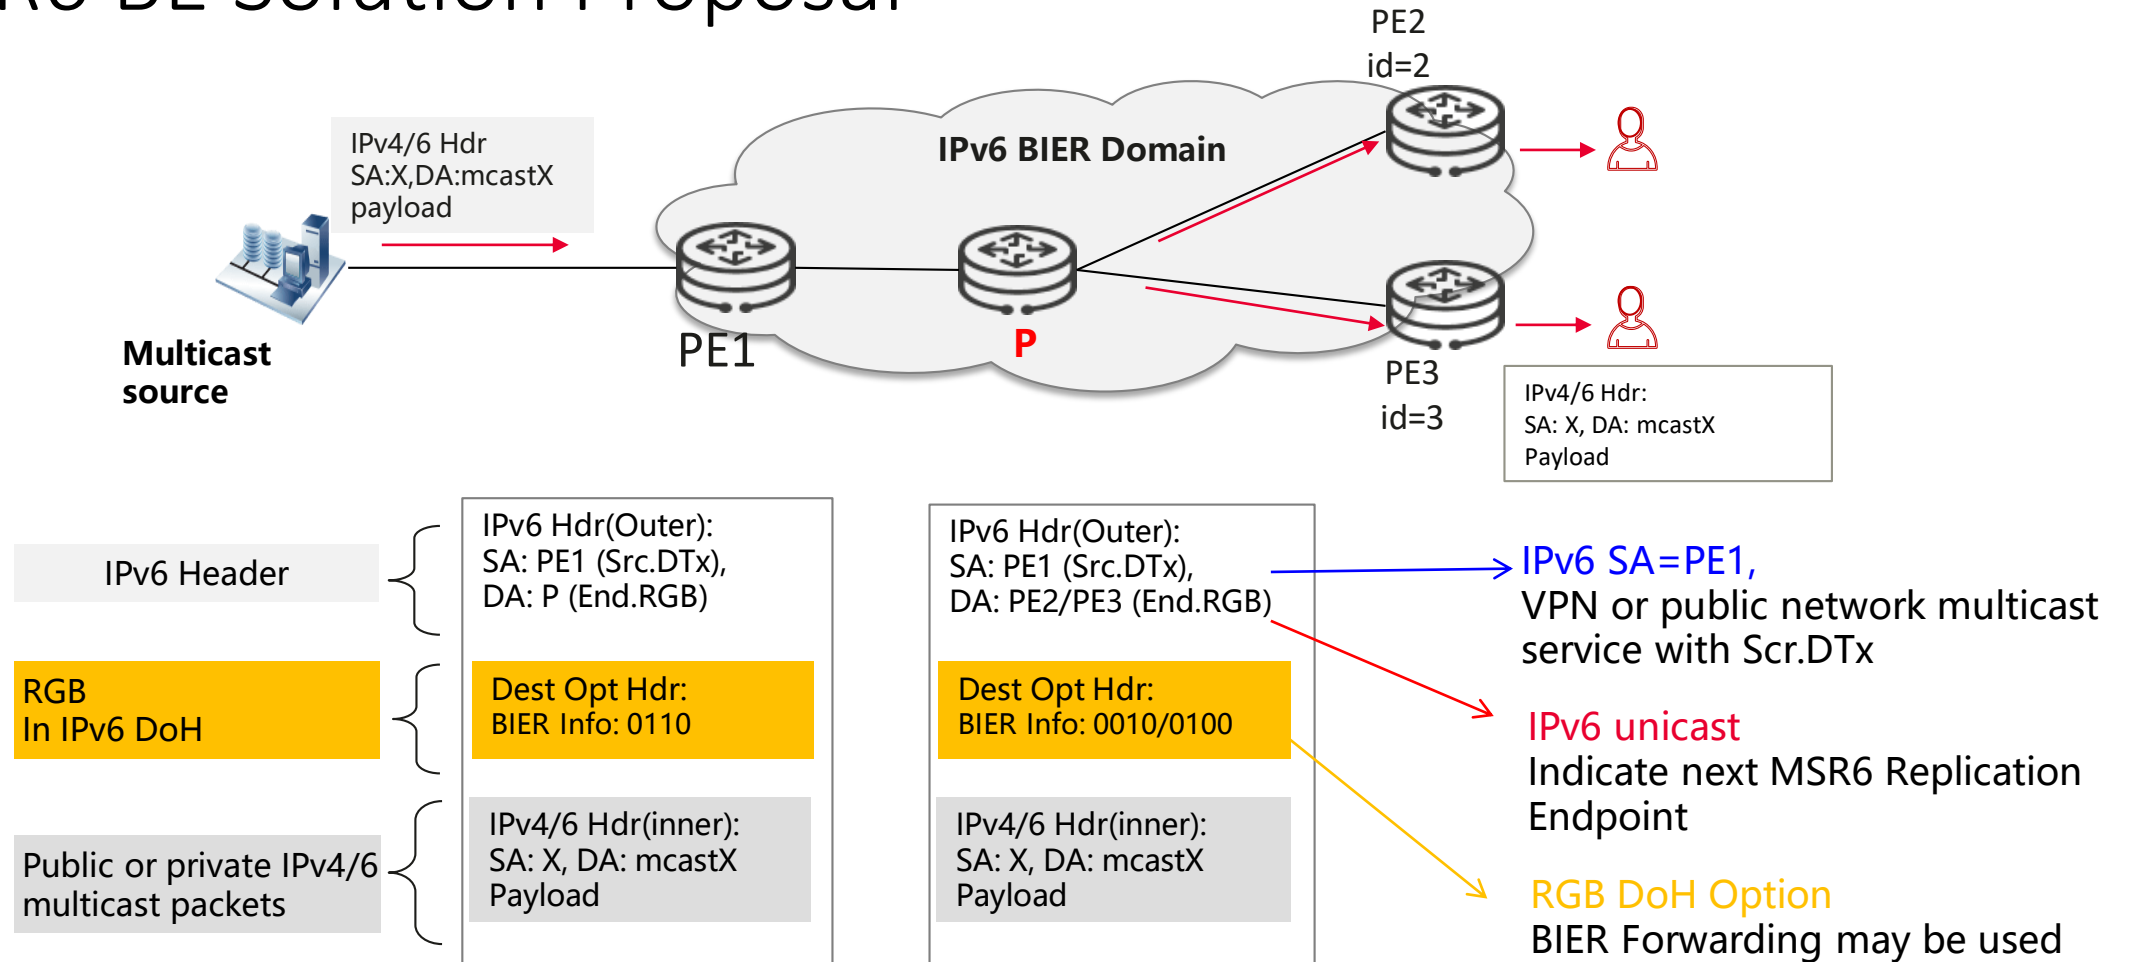 BE Solution Proposal
PE2
id=2
IPv4/6 Hdr
SA:X,DA:mcastX
payload
IPv6 BIER Domain
Multicast
source
PE1
P
PE3
id=3
IPv4/6 Hdr:
SA: X, DA: mcastX
Payload
IPv6 Header
RGB
In IPv6 DoH
Public or private IPv4/6
multicast packets
IPv6 Hdr(Outer):
SA: PE1 (Src.DTx),
DA: P (End.RGB)
Dest Opt Hdr:
BIER Info: 0110
IPv4/6 Hdr(inner):
SA: X, DA: mcastX
Payload
IPv6 Hdr(Outer):
SA: PE1 (Src.DTx),
DA: PE2/PE3 (End.RGB)
Dest Opt Hdr:
BIER Info: 0010/0100
IPv4/6 Hdr(inner):
SA: X, DA: mcastX
Payload
IPv6 SA=PE1,
VPN or public network multicast
service with Scr.DTx
IPv6 unicast
Indicate next MSR6 Replication
Endpoint
RGB DoH Option
BIER Forwarding may be used